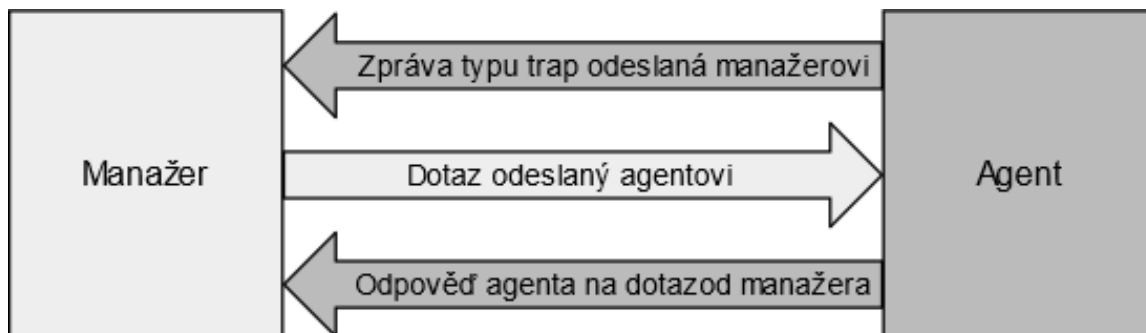 Zpráva typu trap odeslaná manažerovi
Manažer
Dotaz odeslaný agentovi
Agent
Odpověď agenta na dotazod manažera